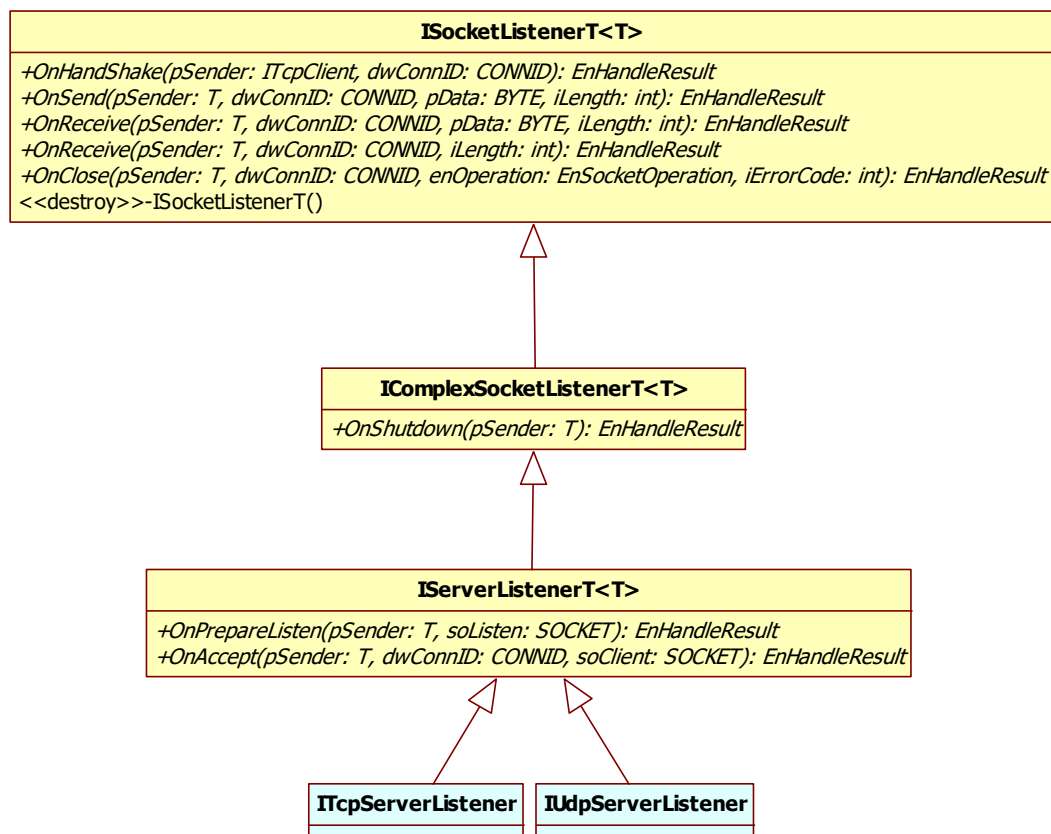 ISocketListenerT<T>
+OnHandShake(pSender: ITcpClient, dwConnID: CONNID): EnHandleResult
+OnSend(pSender: T, dwConnID: CONNID, pData: BYTE, iLength: int): EnHandleResult
+OnReceive(pSender: T, dwConnID: CONNID, pData: BYTE, iLength: int): EnHandleResult
+OnReceive(pSender: T, dwConnID: CONNID, iLength: int): EnHandleResult
+OnClose(pSender: T, dwConnID: CONNID, enOperation: EnSocketOperation, iErrorCode: int): EnHandleResult
<<destroy>>-ISocketListenerT()
IComplexSocketListenerT<T>
+OnShutdown(pSender: T): EnHandleResult
IServerListenerT<T>
+OnPrepareListen(pSender: T, soListen: SOCKET): EnHandleResult
+OnAccept(pSender: T, dwConnID: CONNID, soClient: SOCKET): EnHandleResult
ITcpServerListener
IUdpServerListener